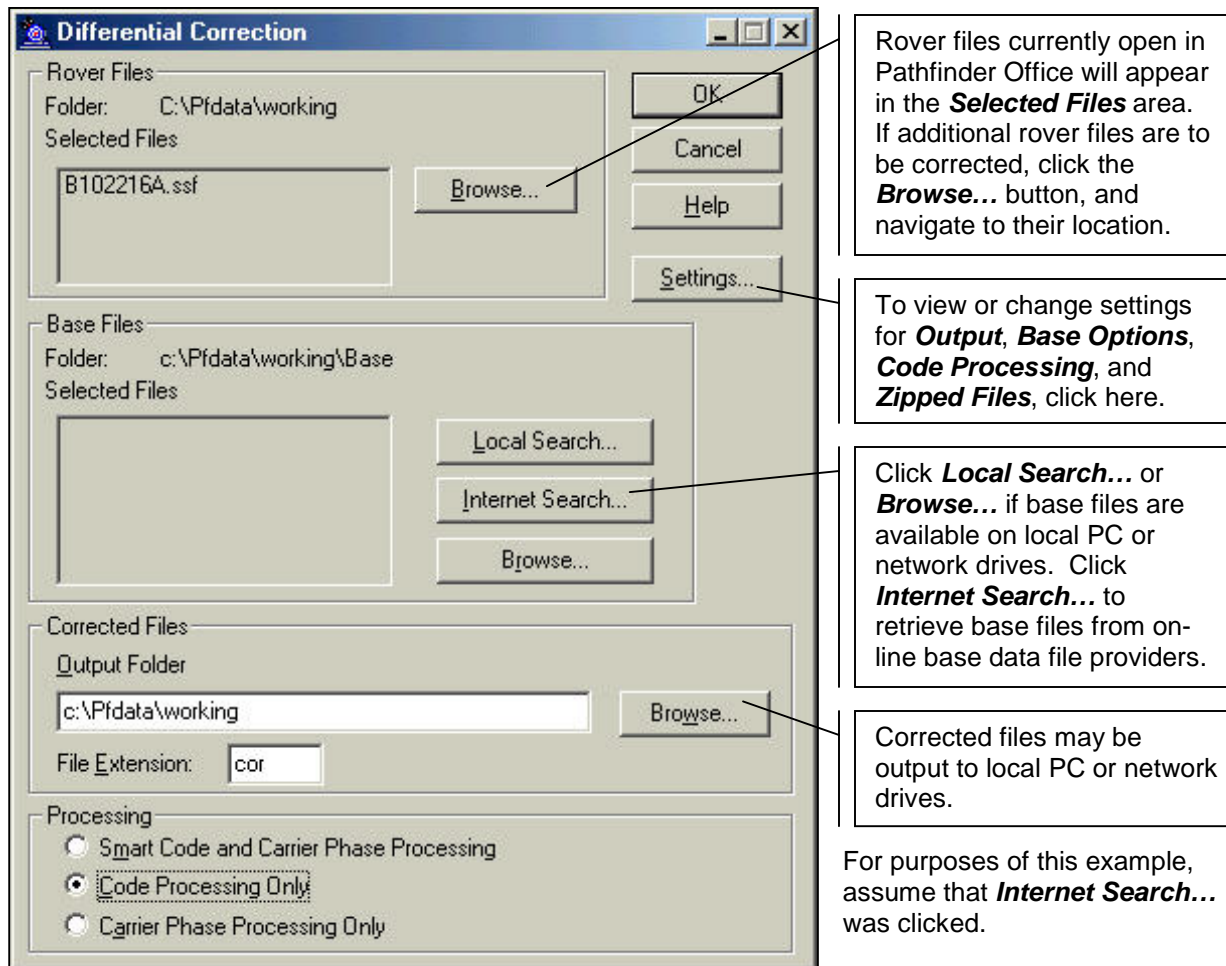 Differential Correction
Rover Files
Folder: C:\Pfdata\working
Selected Files
B102216A.ssf
Browse...
OK
Cancel
Help
Settings...
Base Files
Folder: c:\Pfdata\working\Base
Selected Files
Local Search...
Internet Search...
Browse...
Corrected Files
Output Folder
c:\Pfdata\working
Browse...
File Extension: cor
Processing
Smart Code and Carrier Phase Processing
Code Processing Only
Carrier Phase Processing Only
Rover files currently open in
Pathfinder Office will appear
in the Selected Files area.
If additional rover files are to
be corrected, click the
Browse… button, and
navigate to their location.
To view or change settings
for Output, Base Options,
Code Processing, and
Zipped Files, click here.
Click Local Search… or
Browse… if base files are
available on local PC or
network drives.  Click
Internet Search… to
retrieve base files from on-
line base data file providers.
Corrected files may be
output to local PC or network
drives.
For purposes of this example,
assume that Internet Search…
was clicked.